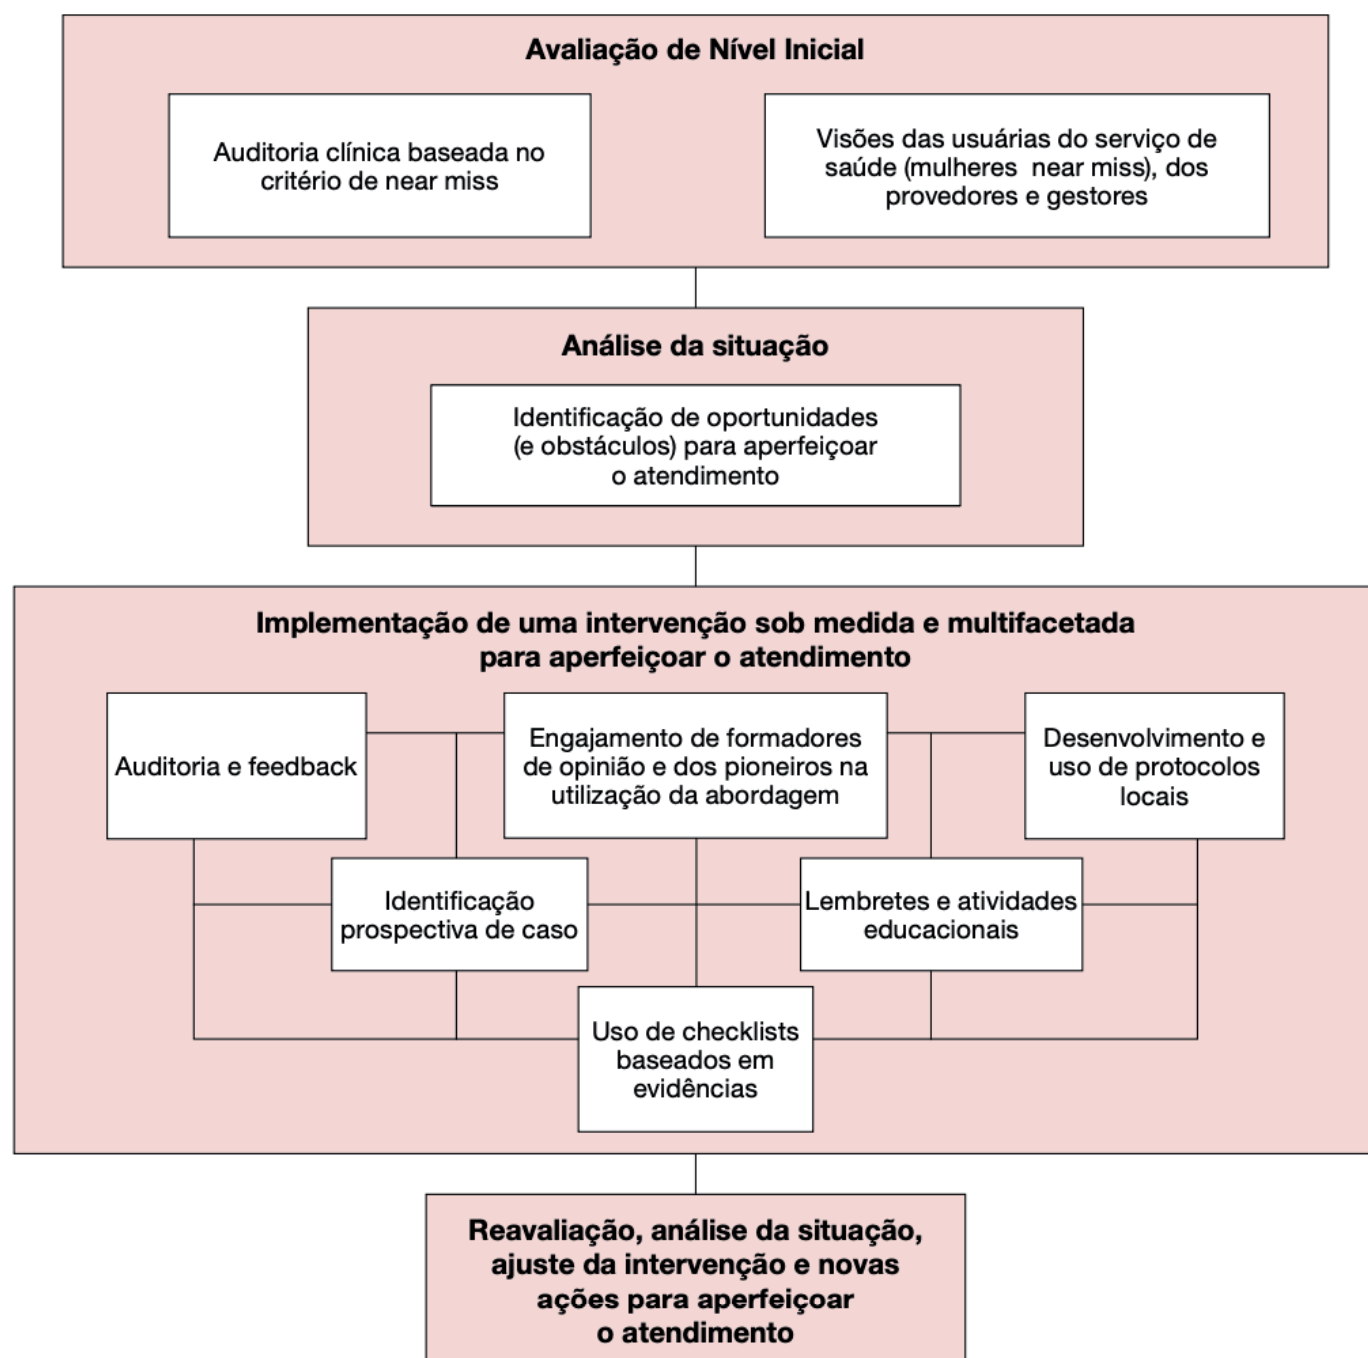 Avaliação de Nível Inicial
Auditoria clínica baseada no
critério de near miss
Visões das usuárias do serviço de
saúde (mulheres near miss), dos
provedores e gestores
Análise da situação
Identificação de oportunidades
(e obstáculos) para aperfeiçoar
o atendimento
Implementação de uma intervenção sob medida e multifacetada
para aperfeiçoar o atendimento
Auditoria e feedback
Engajamento de formadores
de opinião e dos pioneiros na
utilização da abordagem
Desenvolvimento e
uso de protocolos
locais
Identificação
prospectiva de caso
Lembretes e atividades
educacionais
Uso de checklists
baseados em
evidências
Reavaliação, análise da situação,
ajuste da intervenção e novas
ações para aperfeiçoar
o atendimento